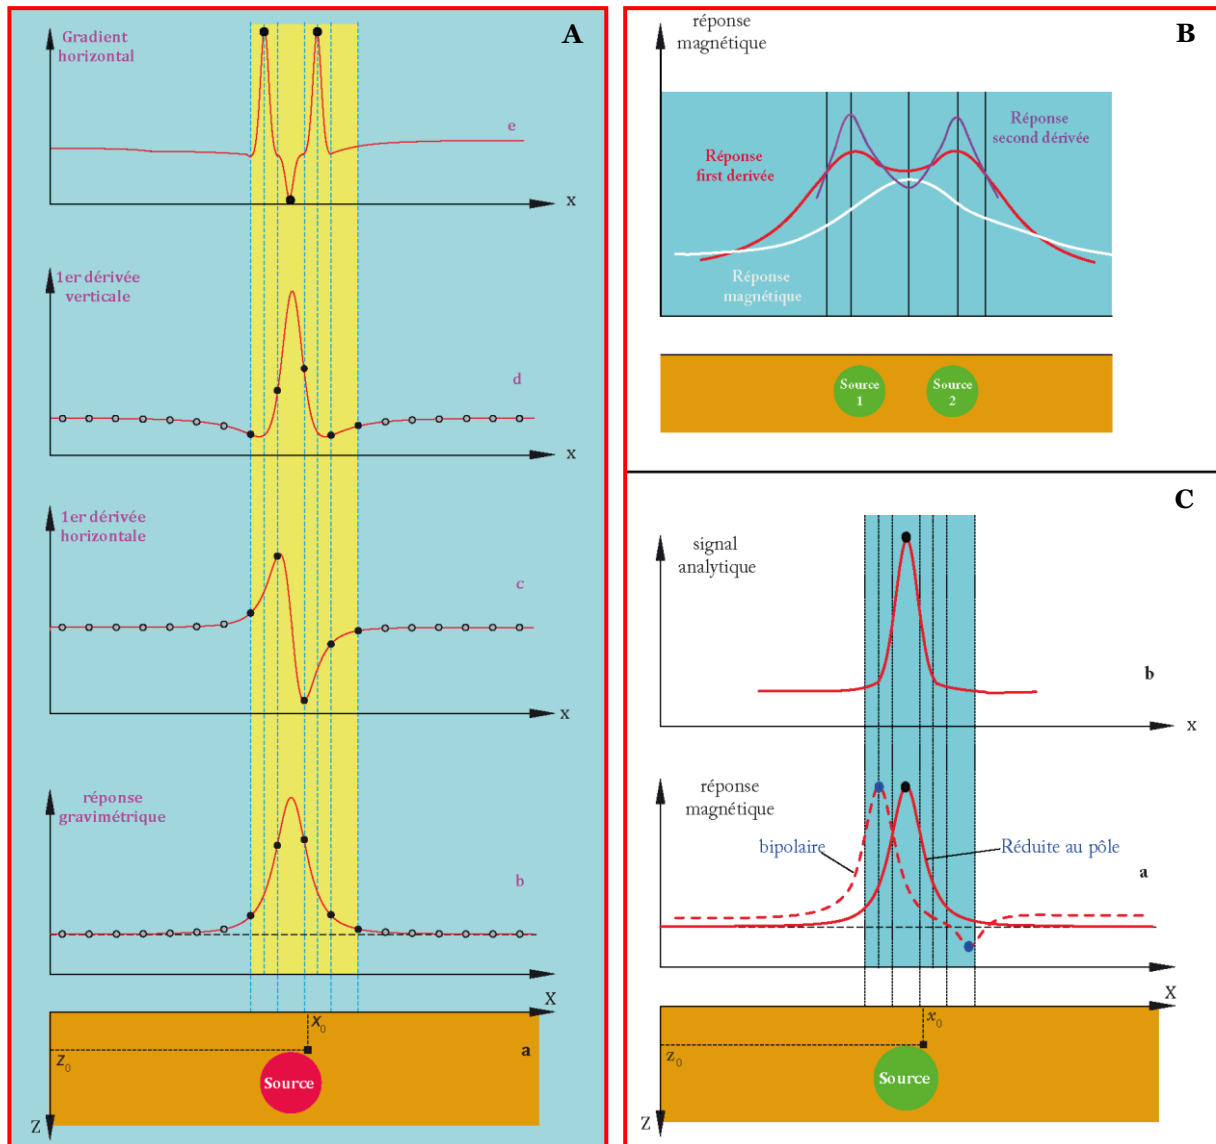 A
Gradient
horizontal
e
x
1er dérivée
verticale
d
x
1er dérivée
horizontale
c
x
réponse
gravimétrique
b
X
x₀
z₀
a
Source
Z
B
réponse
magnétique
Réponse
second dérivée
Réponse
first derivée
Réponse
magnétique
Source
1
Source
2
C
signal
analytique
b
x
réponse
magnétique
bipolaire
Réduite au pôle
a
X
x₀
z₀
Source
Z